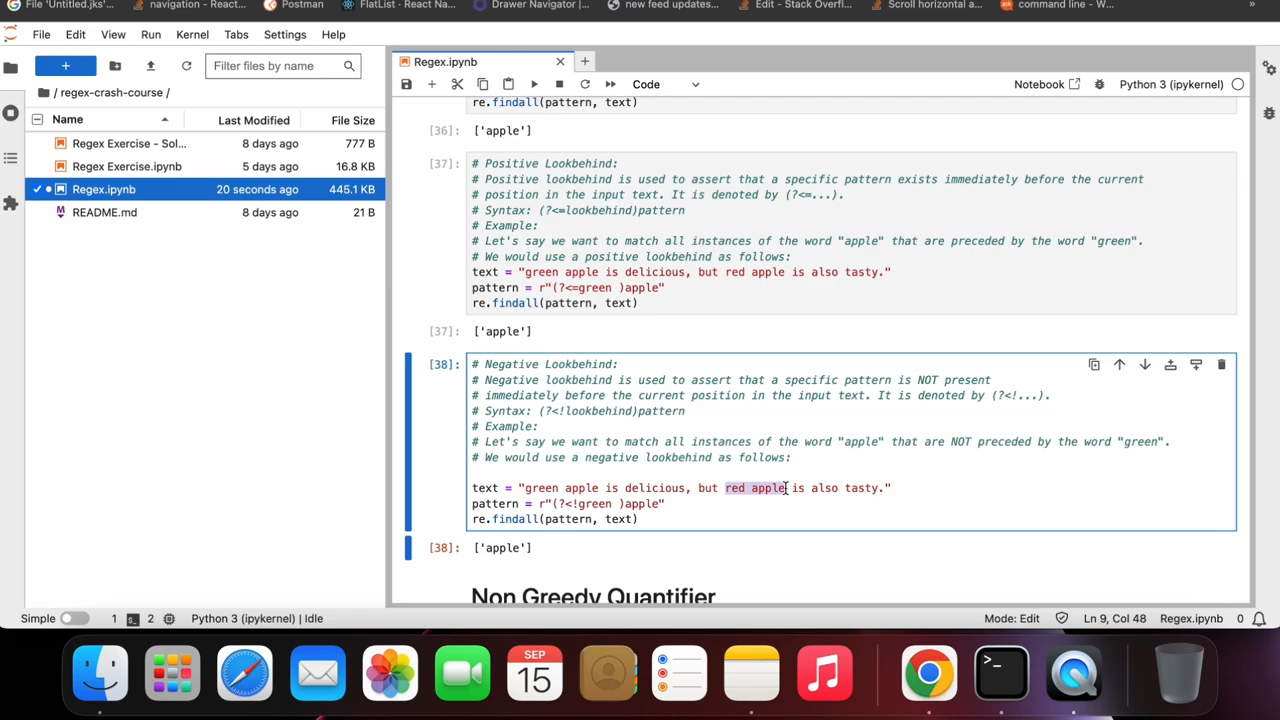 File 'Untitled.jks'...
navigation - React...
Postman
FlatList · React Na...
Drawer Navigator |...
new feed updates...
Edit - Stack Overfl...
Scroll horizontal a...
command line - W...
»
File Edit View Run Kernel Tabs Settings Help
+
Filter files by name
/ regex-crash-course /
Name Last Modified File Size
Regex Exercise - Sol... 8 days ago 777 B
Regex Exercise.ipynb 5 days ago 16.8 KB
Regex.ipynb 20 seconds ago 445.1 KB
README.md 8 days ago 21 B
Regex.ipynb
Code
Notebook
Python 3 (ipykernel)
re.findall(pattern, text)
[36]: ['apple']
[37]: # Positive Lookbehind:
# Positive lookbehind is used to assert that a specific pattern exists immediately before the current
# position in the input text. It is denoted by (?<=...).
# Syntax: (?<=lookbehind)pattern
# Example:
# Let's say we want to match all instances of the word "apple" that are preceded by the word "green".
# We would use a positive lookbehind as follows:
text = "green apple is delicious, but red apple is also tasty."
pattern = r"(?<=green )apple"
re.findall(pattern, text)
[37]: ['apple']
[38]: # Negative Lookbehind:
# Negative lookbehind is used to assert that a specific pattern is NOT present
# immediately before the current position in the input text. It is denoted by (?<!...).
# Syntax: (?<!lookbehind)pattern
# Example:
# Let's say we want to match all instances of the word "apple" that are NOT preceded by the word "green".
# We would use a negative lookbehind as follows:
text = "green apple is delicious, but red apple is also tasty."
pattern = r"(?<!green )apple"
re.findall(pattern, text)
[38]: ['apple']
Non Greedy Quantifier
Simple 1 2 Python 3 (ipykernel) | Idle
Mode: Edit Ln 9, Col 48 Regex.ipynb 0
SEP
15